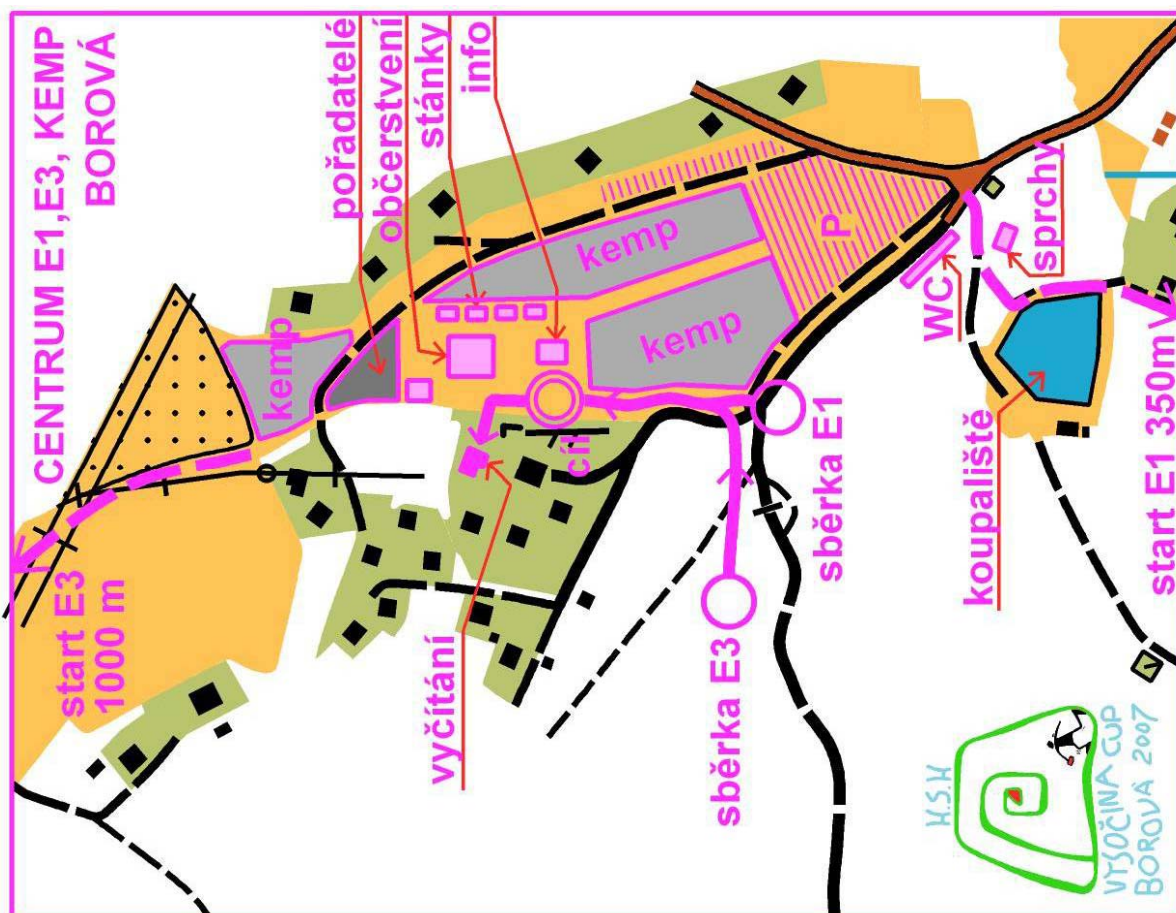 CENTRUM E1,E3, KEMP
BOROVÁ
pořadatelé
občerstvení
stánky
info
start E3
1000 m
kemp
kemp
kemp
P
cíl
vyčítání
sběrka E3
sběrka E1
WC
sprchy
koupaliště
start E1 350m
H.S.H
VYSOČINA CUP
BOROVÁ 2007